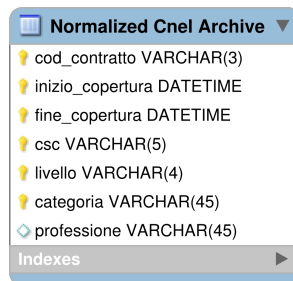 Normalized Cnel Archive
cod_contratto VARCHAR(3)
inizio_copertura DATETIME
fine_copertura DATETIME
csc VARCHAR(5)
livello VARCHAR(4)
categoria VARCHAR(45)
professione VARCHAR(45)
Indexes